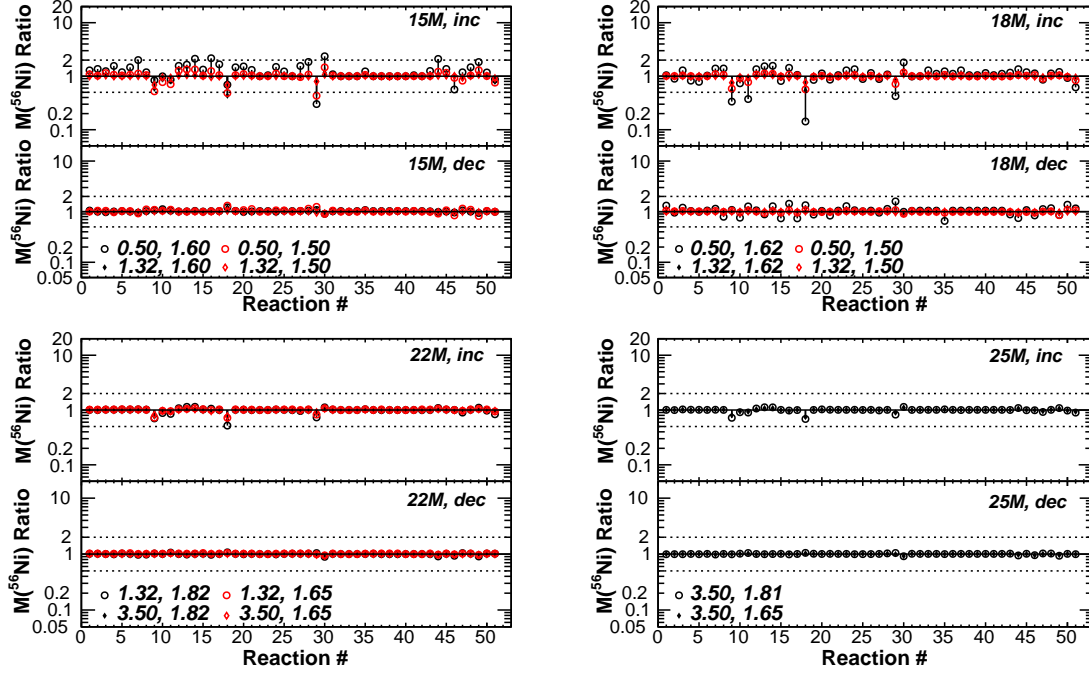 15M, inc
M(⁵⁶Ni) Ratio
20
10
2
1
0.2
0.1
15M, dec
M(⁵⁶Ni) Ratio
10
2
1
0.2
0.1
0.05
0.50, 1.60 0.50, 1.50
1.32, 1.60 1.32, 1.50
0 5 10 15 20 25 30 35 40 45 50
Reaction #
18M, inc
M(⁵⁶Ni) Ratio
20
10
2
1
0.2
0.1
18M, dec
M(⁵⁶Ni) Ratio
10
2
1
0.2
0.1
0.05
0.50, 1.62 0.50, 1.50
1.32, 1.62 1.32, 1.50
0 5 10 15 20 25 30 35 40 45 50
Reaction #
22M, inc
M(⁵⁶Ni) Ratio
20
10
2
1
0.2
0.1
22M, dec
M(⁵⁶Ni) Ratio
10
2
1
0.2
0.1
0.05
1.32, 1.82 1.32, 1.65
3.50, 1.82 3.50, 1.65
0 5 10 15 20 25 30 35 40 45 50
Reaction #
25M, inc
M(⁵⁶Ni) Ratio
20
10
2
1
0.2
0.1
25M, dec
M(⁵⁶Ni) Ratio
10
2
1
0.2
0.1
0.05
3.50, 1.81
3.50, 1.65
0 5 10 15 20 25 30 35 40 45 50
Reaction #